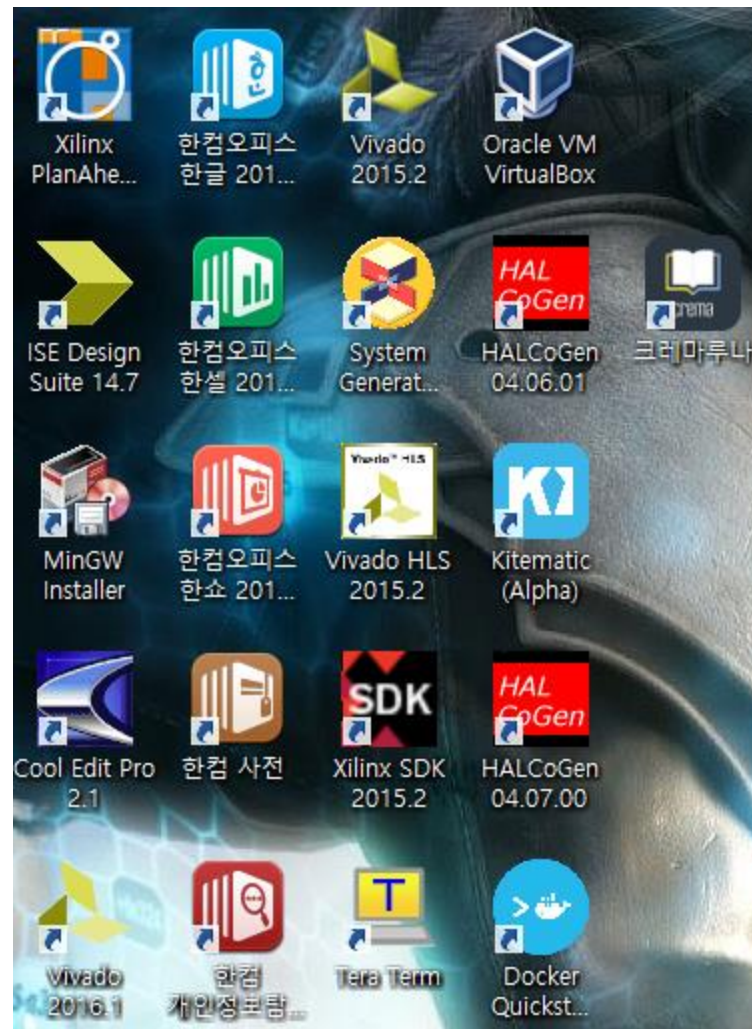 Xilinx
PlanAhe...
한컴오피스
한글 201...
Vivado
2015.2
Oracle VM
VirtualBox
ISE Design
Suite 14.7
한컴오피스
한셀 201...
System
Generat...
HAL
CoGen
HALCoGen
04.06.01
crema
크레마루나
MinGW
Installer
한컴오피스
한쇼 201...
Vivado™ HLS
Vivado HLS
2015.2
Kitematic
(Alpha)
Cool Edit Pro
2.1
한컴 사전
SDK
Xilinx SDK
2015.2
HAL
CoGen
HALCoGen
04.07.00
Vivado
2016.1
한컴
개인정보탐...
T
Tera Term
Docker
Quickst...